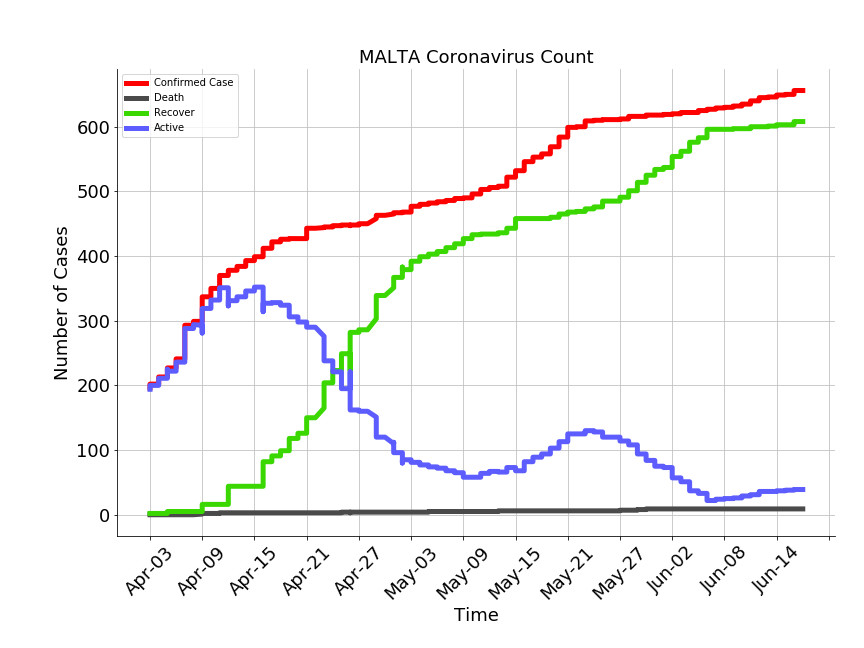 MALTA Coronavirus Count
Confirmed Case
Death
Recover
Active
Number of Cases
600
500
400
300
200
100
0
Apr-03
Apr-09
Apr-15
Apr-21
Apr-27
May-03
May-09
May-15
May-21
May-27
Jun-02
Jun-08
Jun-14
Time